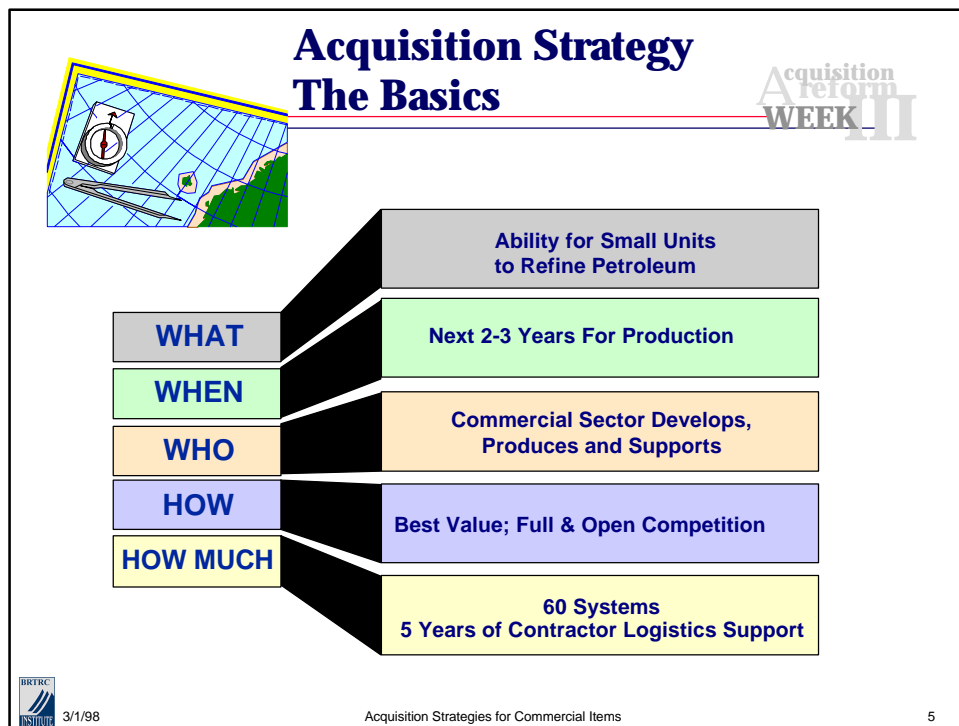 Acquisition Strategy
The Basics
Acquisition
reform
WEEK III
Ability for Small Units
to Refine Petroleum
WHAT
Next 2-3 Years For Production
WHEN
Commercial Sector Develops,
Produces and Supports
WHO
HOW
Best Value; Full & Open Competition
HOW MUCH
60 Systems
5 Years of Contractor Logistics Support
BRTRC
INSTITUTE
3/1/98
Acquisition Strategies for Commercial Items
5